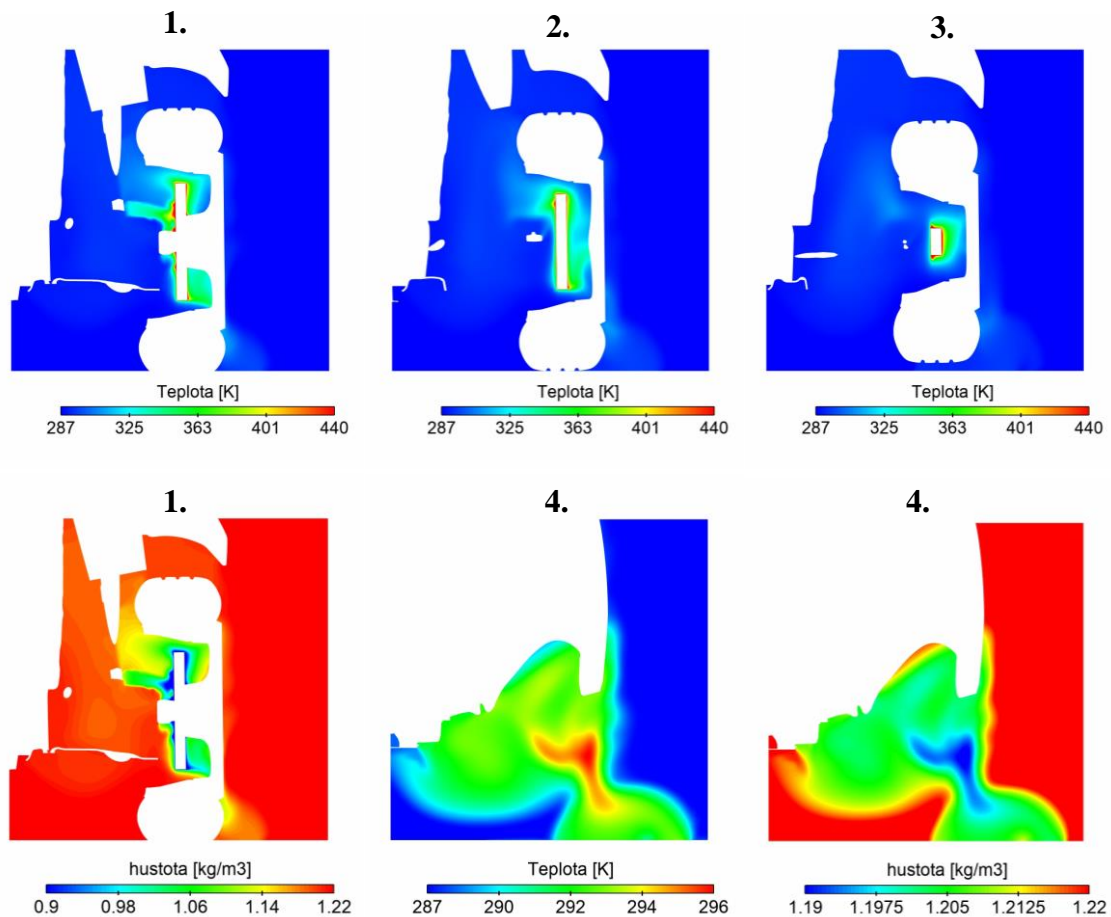 1. 2. 3.
Teplota [K] Teplota [K] Teplota [K]
287 325 363 401 440 287 325 363 401 440 287 325 363 401 440
1. 4. 4.
hustota [kg/m3] Teplota [K] hustota [kg/m3]
0.9 0.98 1.06 1.14 1.22 287 290 292 294 296 1.19 1.1975 1.205 1.2125 1.22